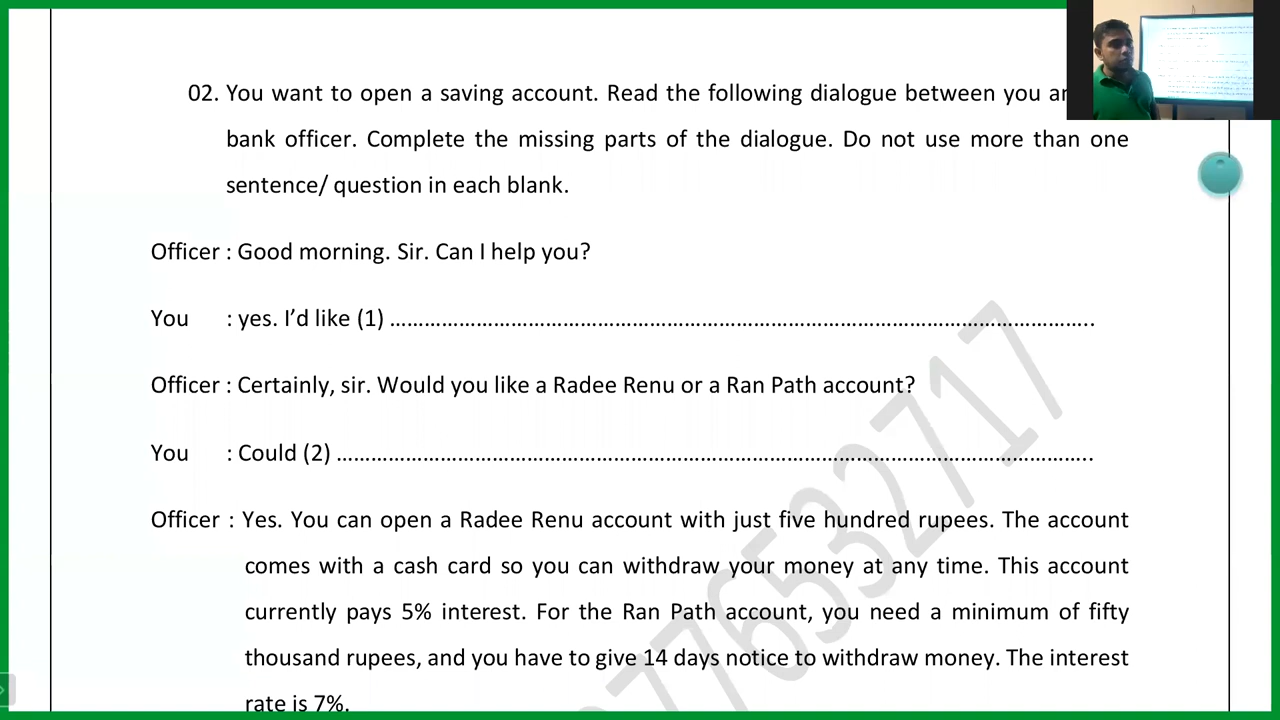 02. You want to open a saving account. Read the following dialogue between you an
bank officer. Complete the missing parts of the dialogue. Do not use more than one
sentence/ question in each blank.
Officer : Good morning. Sir. Can I help you?
You : yes. I’d like (1) ……………………………………………………………………………………………………………..
Officer : Certainly, sir. Would you like a Radee Renu or a Ran Path account?
You : Could (2) ……………………………………………………………………………………………………………………..
Officer : Yes. You can open a Radee Renu account with just five hundred rupees. The account
comes with a cash card so you can withdraw your money at any time. This account
currently pays 5% interest. For the Ran Path account, you need a minimum of fifty
thousand rupees, and you have to give 14 days notice to withdraw money. The interest
rate is 7%.
776532717